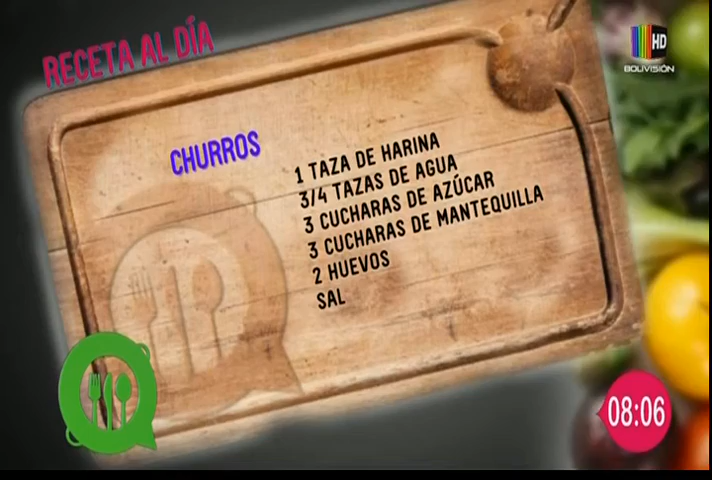 RECETA AL DÍA
HD
BOLIVISIÓN
CHURROS
1 TAZA DE HARINA
3/4 TAZAS DE AGUA
3 CUCHARAS DE AZÚCAR
3 CUCHARAS DE MANTEQUILLA
2 HUEVOS
SAL
08:06